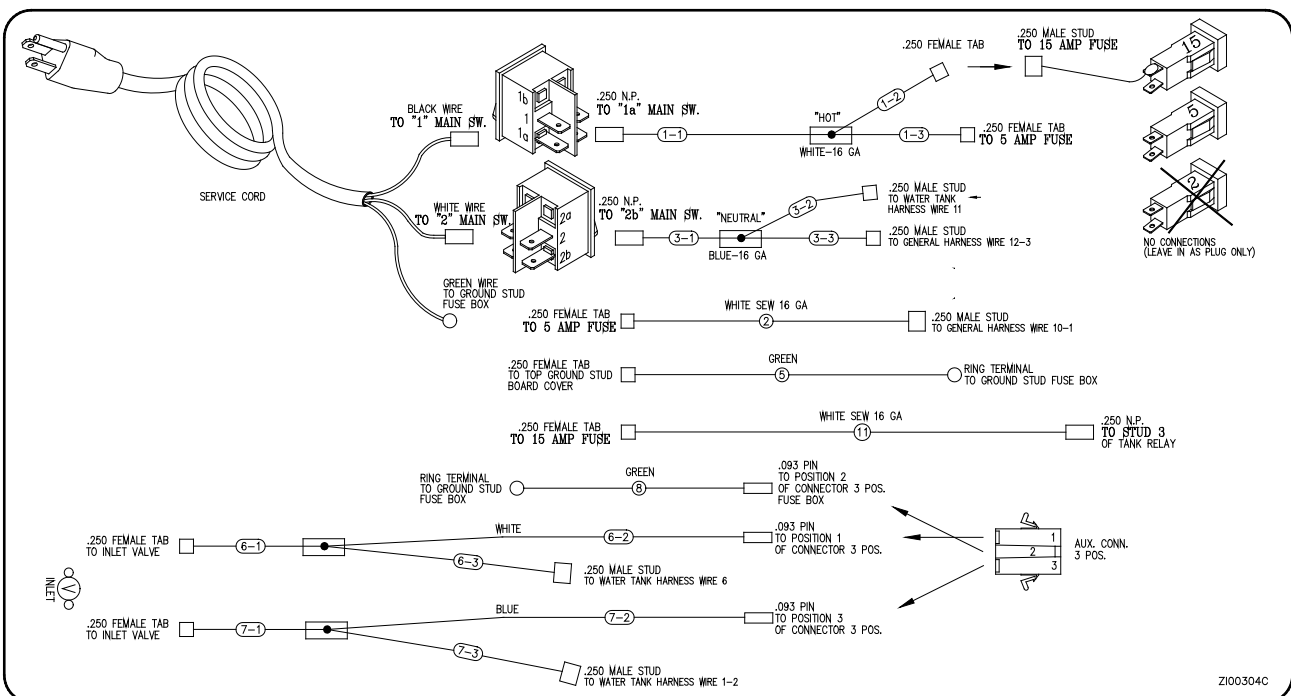 .250 FEMALE TAB
.250 MALE STUD
TO 15 AMP FUSE
15
BLACK WIRE
TO "1" MAIN SW.
1b
1
1a
.250 N.P.
TO "1a" MAIN SW.
1-1
"HOT"
WHITE-16 GA
1-2
1-3
.250 FEMALE TAB
TO 5 AMP FUSE
5
SERVICE CORD
WHITE WIRE
TO "2" MAIN SW.
2a
2
2b
.250 N.P.
TO "2b" MAIN SW.
3-1
"NEUTRAL"
BLUE-16 GA
3-2
.250 MALE STUD
TO WATER TANK
HARNESS WIRE 11
3-3
.250 MALE STUD
TO GENERAL HARNESS WIRE 12-3
2
NO CONNECTIONS
(LEAVE IN AS PLUG ONLY)
GREEN WIRE
TO GROUND STUD
FUSE BOX
.250 FEMALE TAB
TO 5 AMP FUSE
WHITE SEW 16 GA
2
.250 MALE STUD
TO GENERAL HARNESS WIRE 10-1
.250 FEMALE TAB
TO TOP GROUND STUD
BOARD COVER
GREEN
5
RING TERMINAL
TO GROUND STUD FUSE BOX
.250 FEMALE TAB
TO 15 AMP FUSE
WHITE SEW 16 GA
11
.250 N.P.
TO STUD 3
OF TANK RELAY
RING TERMINAL
TO GROUND STUD
FUSE BOX
GREEN
8
.093 PIN
TO POSITION 2
OF CONNECTOR 3 POS.
FUSE BOX
.250 FEMALE TAB
TO INLET VALVE
6-1
WHITE
6-2
.093 PIN
TO POSITION 1
OF CONNECTOR 3 POS.
6-3
.250 MALE STUD
TO WATER TANK HARNESS WIRE 6
1
2
3
AUX. CONN.
3 POS.
INLET
V
.250 FEMALE TAB
TO INLET VALVE
7-1
BLUE
7-2
.093 PIN
TO POSITION 3
OF CONNECTOR 3 POS.
7-3
.250 MALE STUD
TO WATER TANK HARNESS WIRE 1-2
ZI00304C